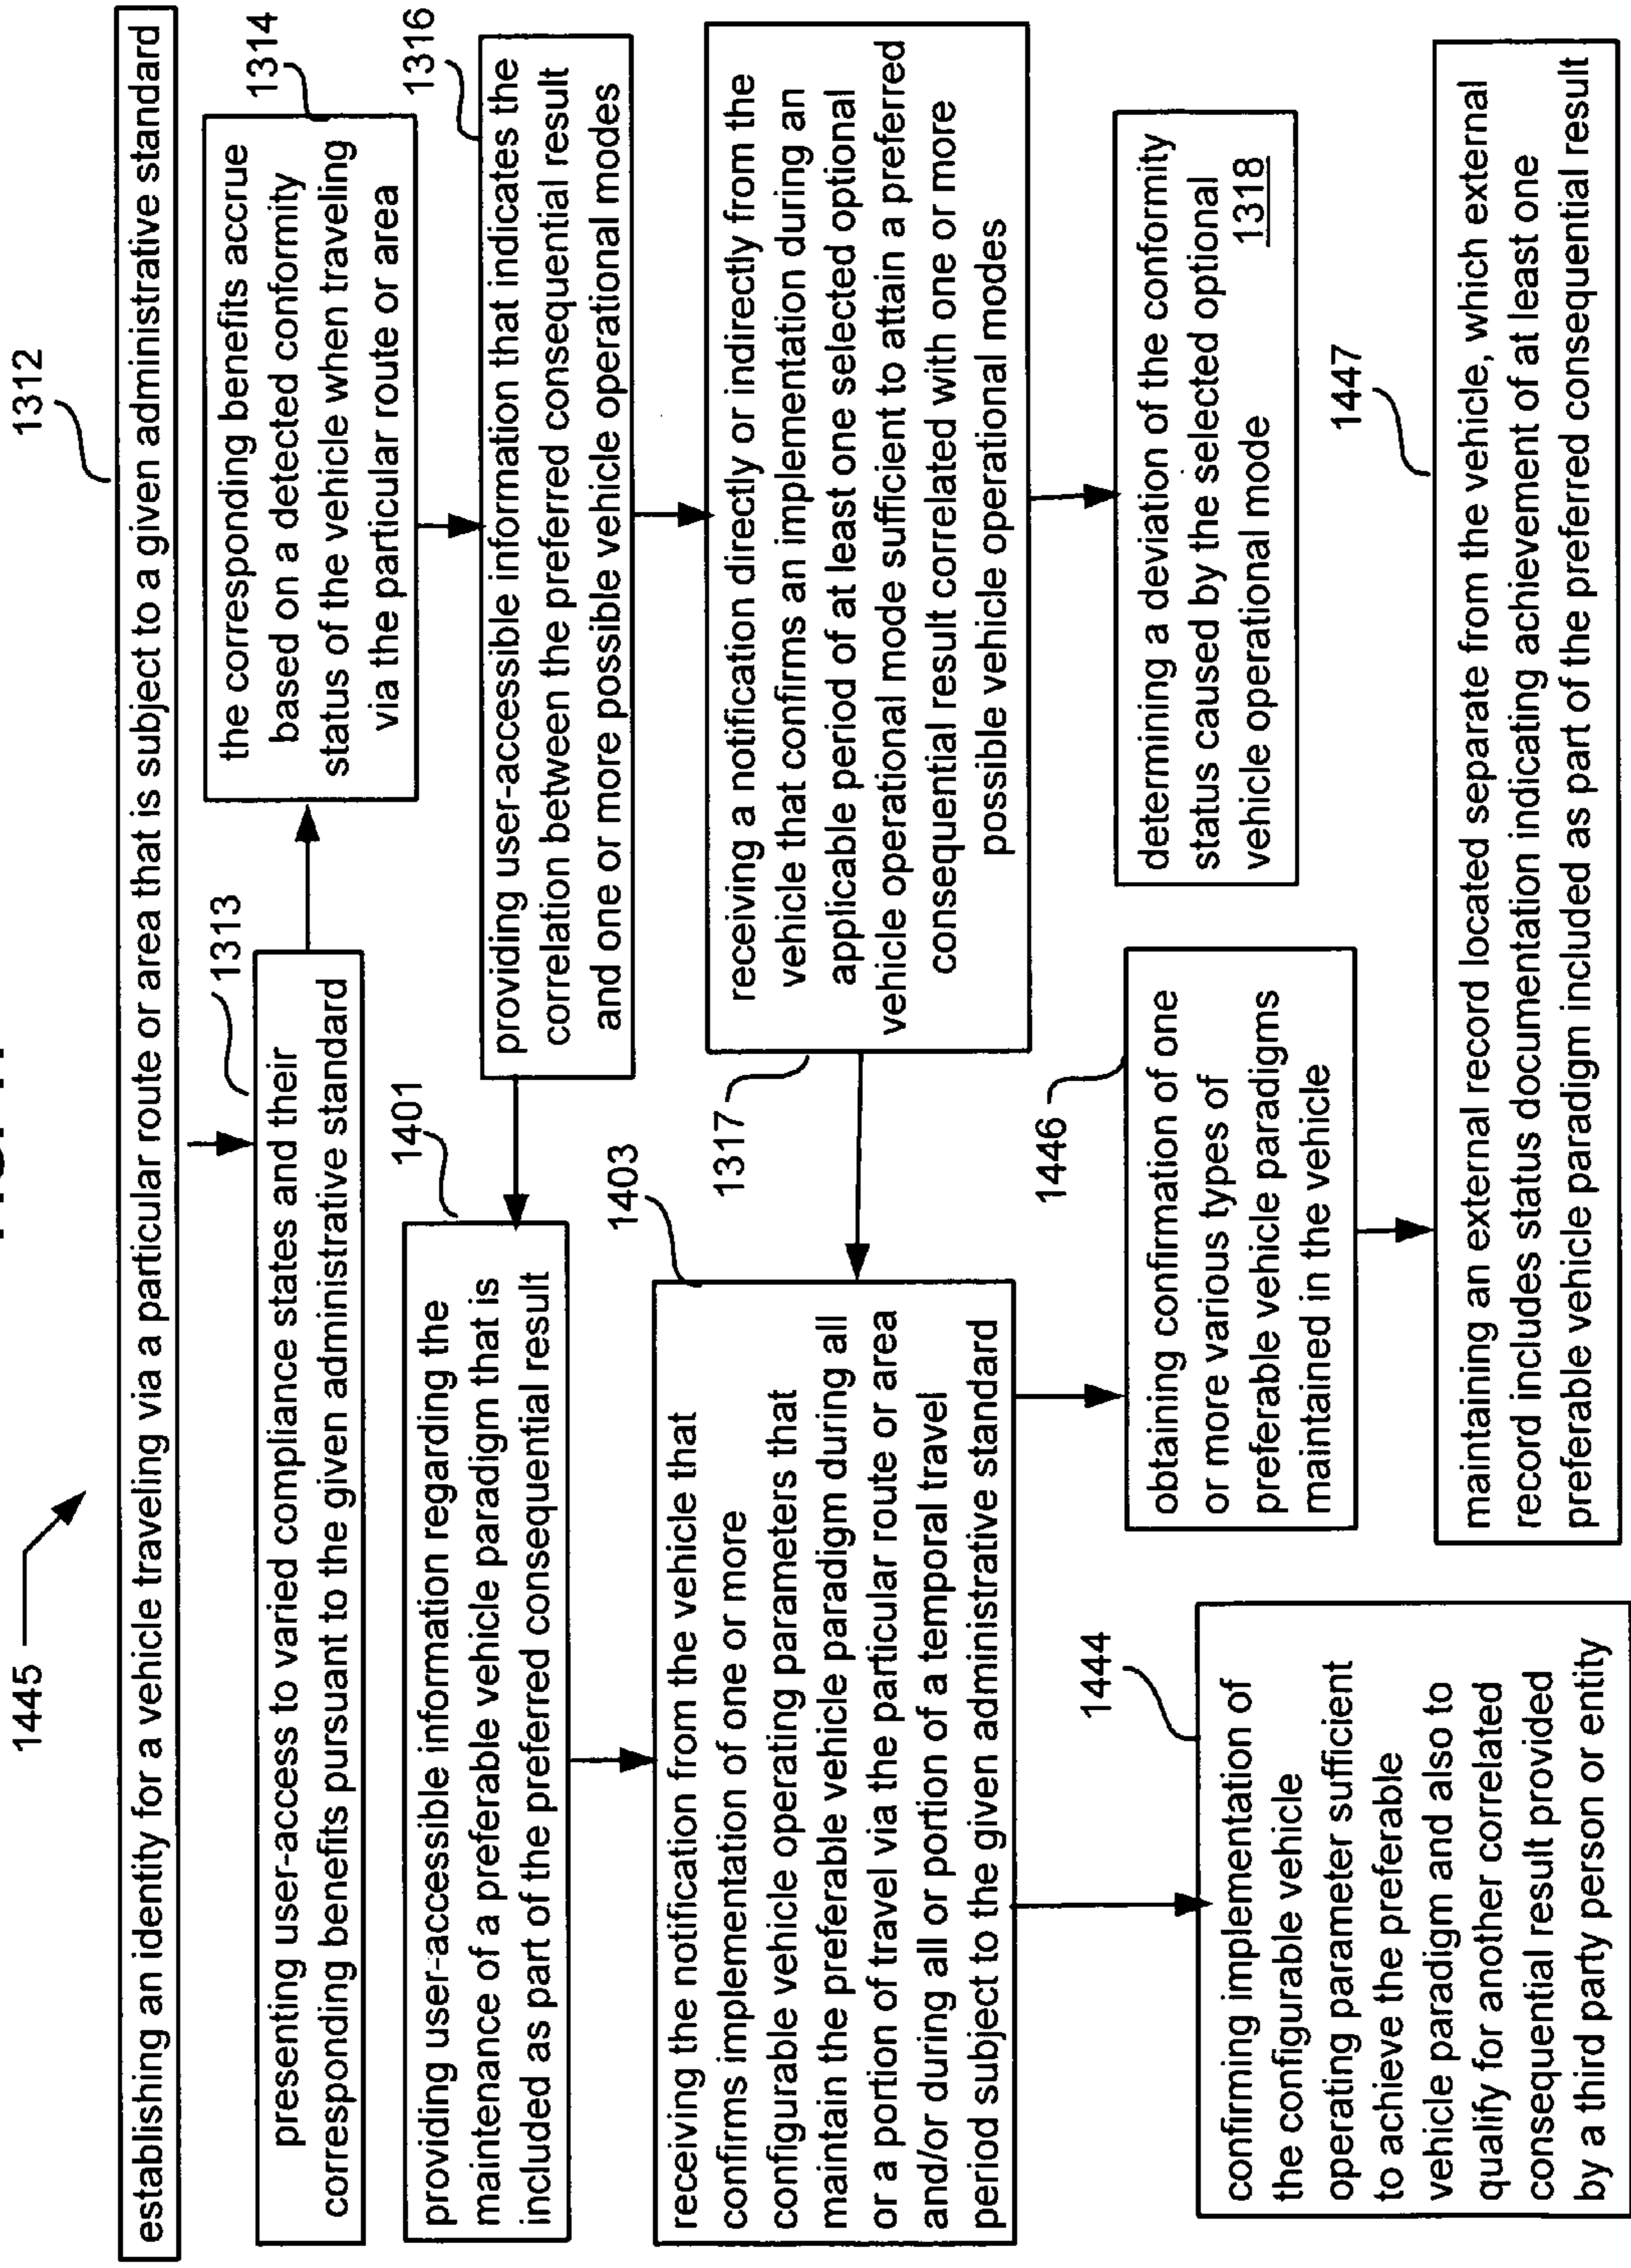 1445
1312
establishing an identity for a vehicle traveling via a particular route or area that is subject to a given administrative standard
1313
presenting user-access to varied compliance states and their
corresponding benefits pursuant to the given administrative standard
1314
the corresponding benefits accrue
based on a detected conformity
status of the vehicle when traveling
via the particular route or area
1316
providing user-accessible information that indicates the
correlation between the preferred consequential result
and one or more possible vehicle operational modes
1401
providing user-accessible information regarding the
maintenance of a preferable vehicle paradigm that is
included as part of the preferred consequential result
1317
receiving a notification directly or indirectly from the
vehicle that confirms an implementation during an
applicable period of at least one selected optional
vehicle operational mode sufficient to attain a preferred
consequential result correlated with one or more
possible vehicle operational modes
1403
receiving the notification from the vehicle that
confirms implementation of one or more
configurable vehicle operating parameters that
maintain the preferable vehicle paradigm during all
or a portion of travel via the particular route or area
and/or during all or portion of a temporal travel
period subject to the given administrative standard
determining a deviation of the conformity
status caused by the selected optional
vehicle operational mode
1318
1444
confirming implementation of
the configurable vehicle
operating parameter sufficient
to achieve the preferable
vehicle paradigm and also to
qualify for another correlated
consequential result provided
by a third party person or entity
1446
obtaining confirmation of one
or more various types of
preferable vehicle paradigms
maintained in the vehicle
1447
maintaining an external record located separate from the vehicle, which external
record includes status documentation indicating achievement of at least one
preferable vehicle paradigm included as part of the preferred consequential result